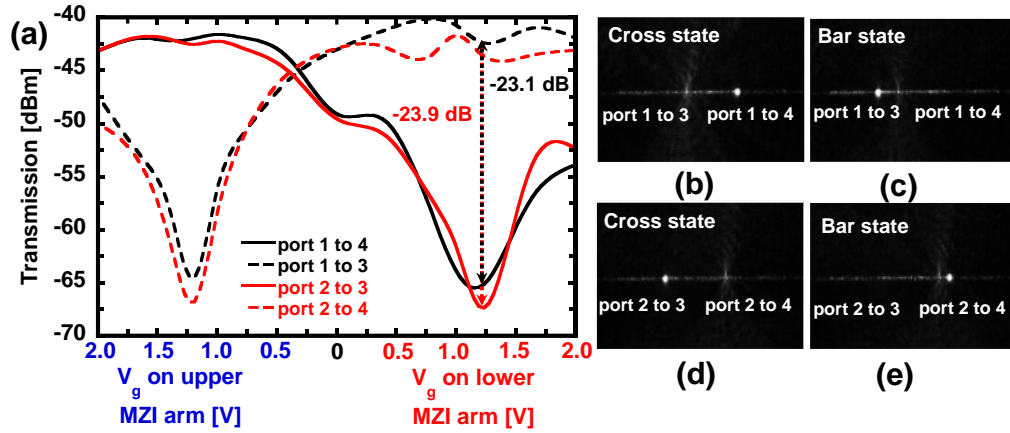 (a)
Transmission [dBm]
-40
-45
-50
-55
-60
-65
-70
-23.1 dB
-23.9 dB
port 1 to 4
port 1 to 3
port 2 to 3
port 2 to 4
2.0 1.5 1.0 0.5 0 0.5 1.0 1.5 2.0
Vg on upper
MZI arm [V]
Vg on lower
MZI arm [V]
Cross state
port 1 to 3 port 1 to 4
(b)
Bar state
port 1 to 3 port 1 to 4
(c)
Cross state
port 2 to 3 port 2 to 4
(d)
Bar state
port 2 to 3 port 2 to 4
(e)